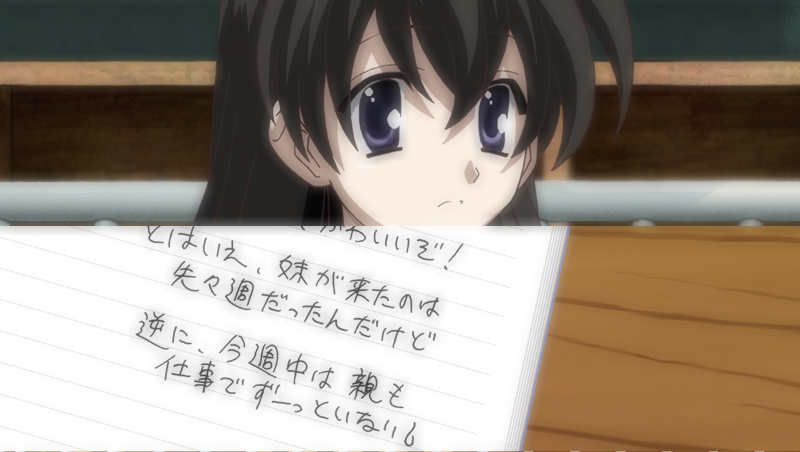 かわいいぞ!
とはいえ、妹が来たのは
先々週だったんだけど
逆に、今週中は親も
仕事でずーっといない